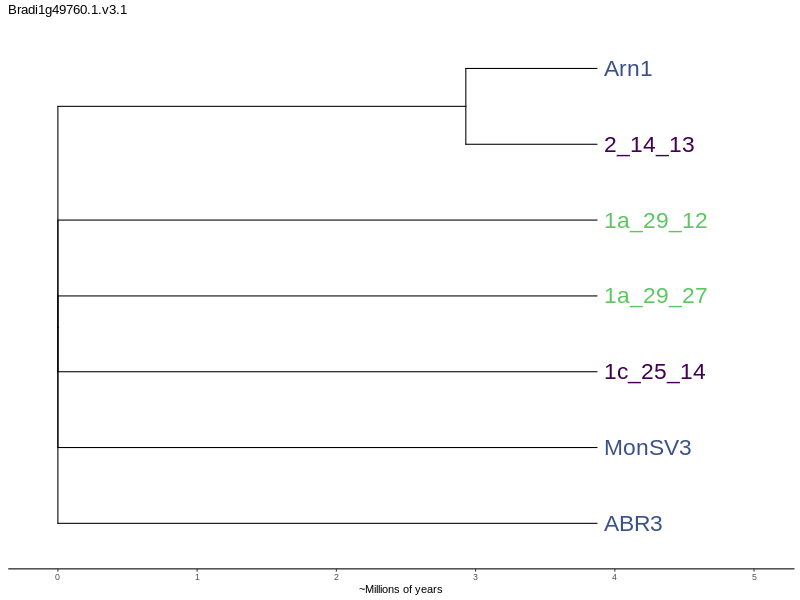 Bradi1g49760.1.v3.1
Arn1
2_14_13
1a_29_12
1a_29_27
1c_25_14
MonSV3
ABR3
0 1 2 3 4 5
~Millions of years